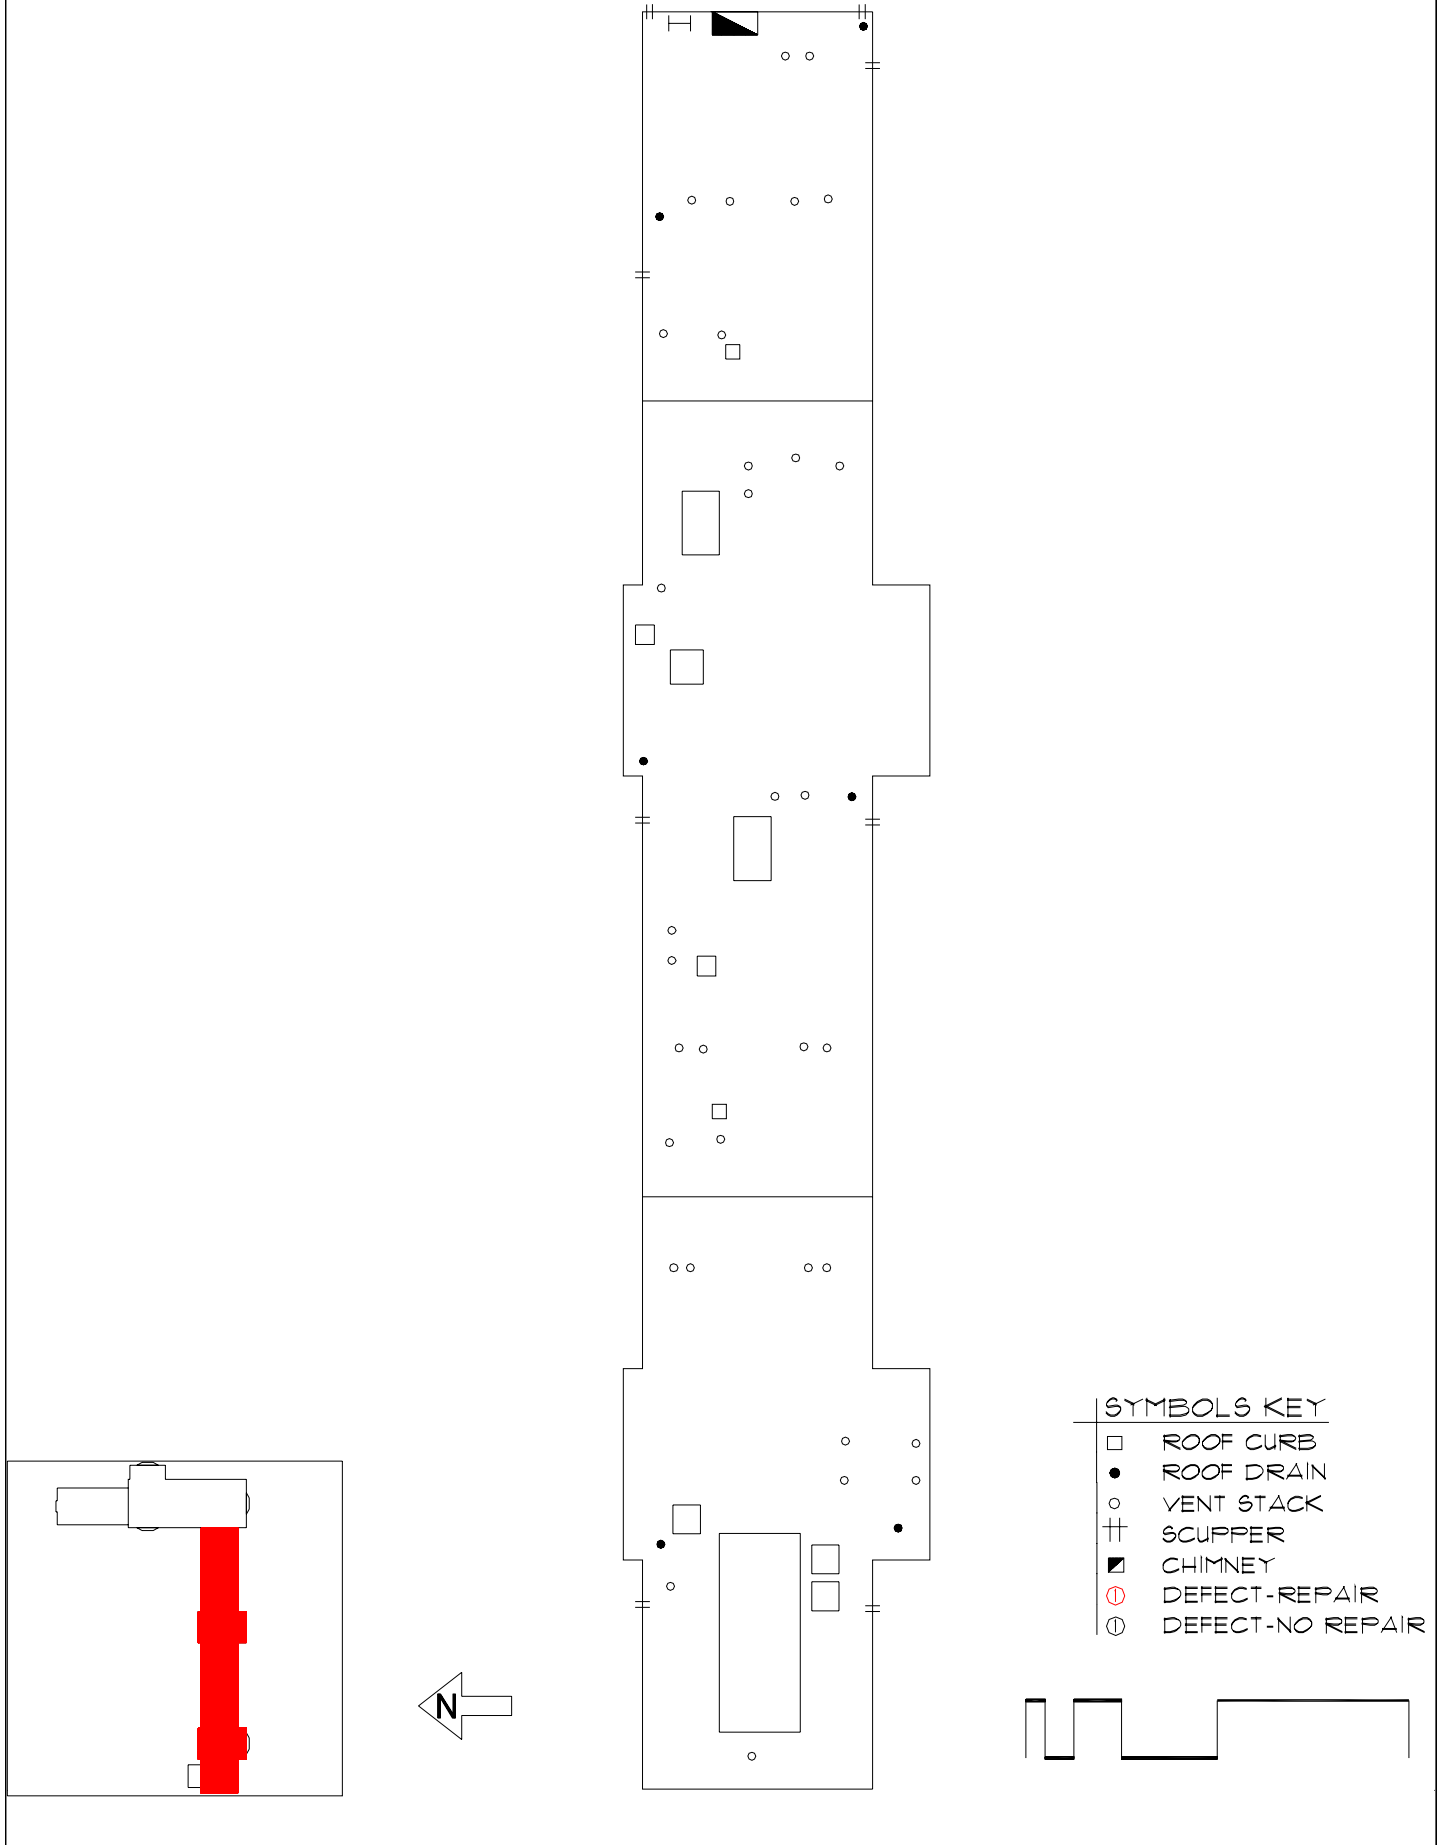 SYMBOLS KEY
ROOF CURB
ROOF DRAIN
VENT STACK
SCUPPER
CHIMNEY
DEFECT-REPAIR
DEFECT-NO REPAIR
N